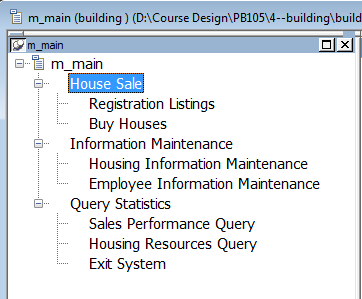 m_main (building ) (D:\Course Design\PB105\4--building\build
m_main
m_main
House Sale
Registration Listings
Buy Houses
Information Maintenance
Housing Information Maintenance
Employee Information Maintenance
Query Statistics
Sales Performance Query
Housing Resources Query
Exit System